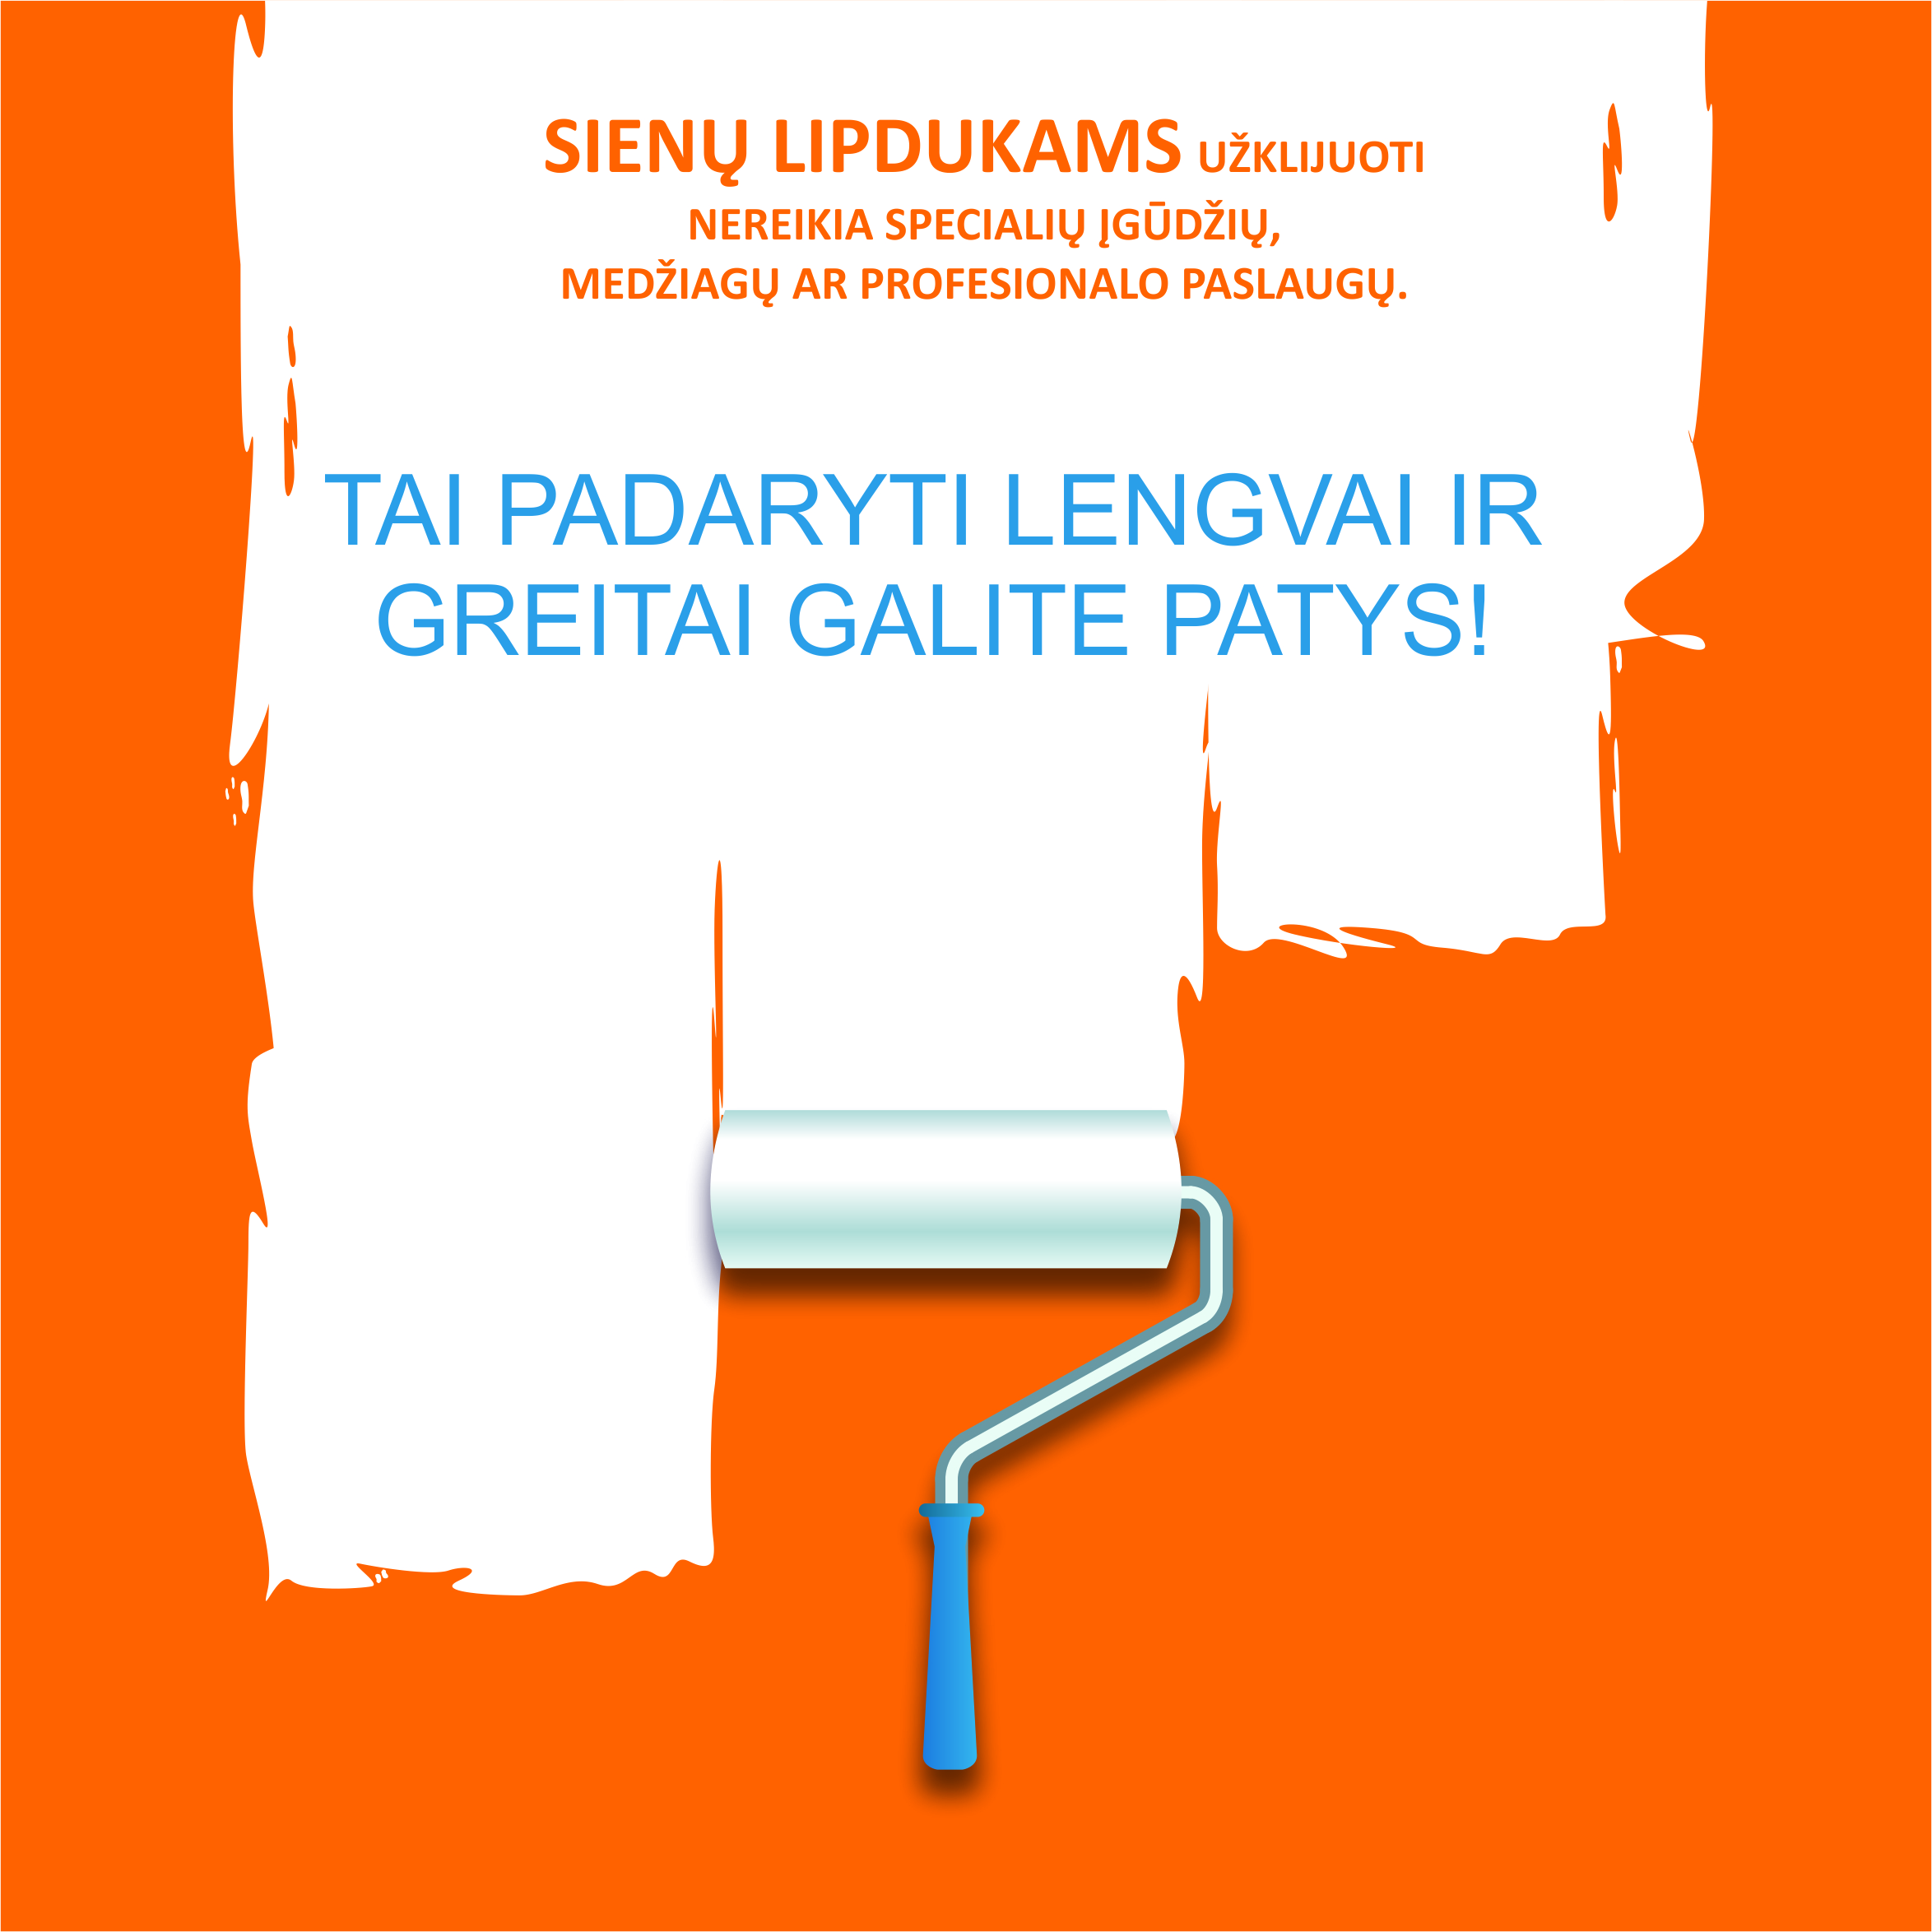 SIENŲ LIPDUKAMS UŽKLIJUOTI
NEREIKIA SPECIALIŲ ĮGŪDŽIŲ,
MEDŽIAGŲ AR PROFESIONALO PASLAUGŲ.
TAI PADARYTI LENGVAI IR
GREITAI GALITE PATYS!